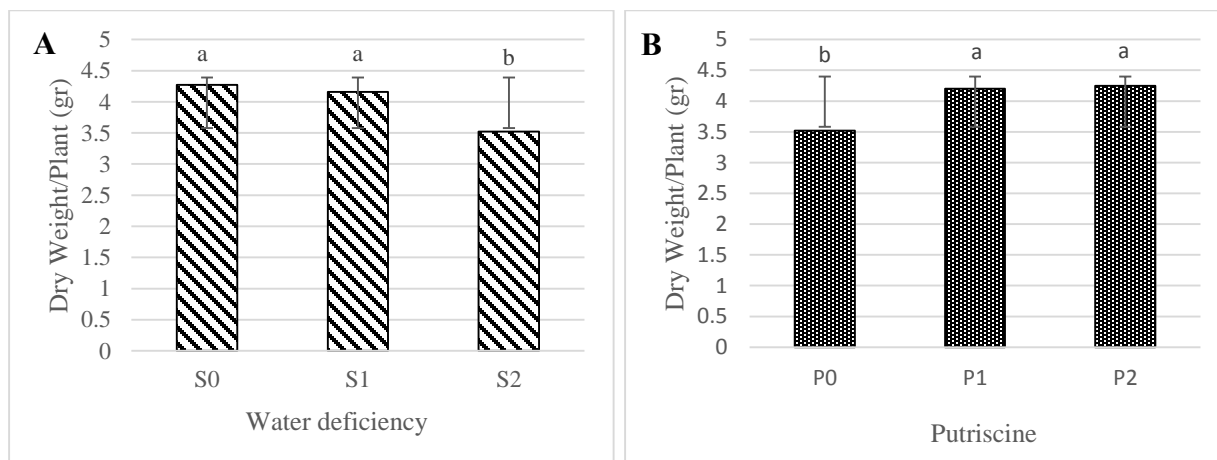 A
Dry Weight/Plant (gr)
5
4.5
4
3.5
3
2.5
2
1.5
1
0.5
0
a
a
b
S0 S1 S2
Water deficiency
B
Dry Weight/Plant (gr)
5
4.5
4
3.5
3
2.5
2
1.5
1
0.5
0
b
a
a
P0 P1 P2
Putriscine